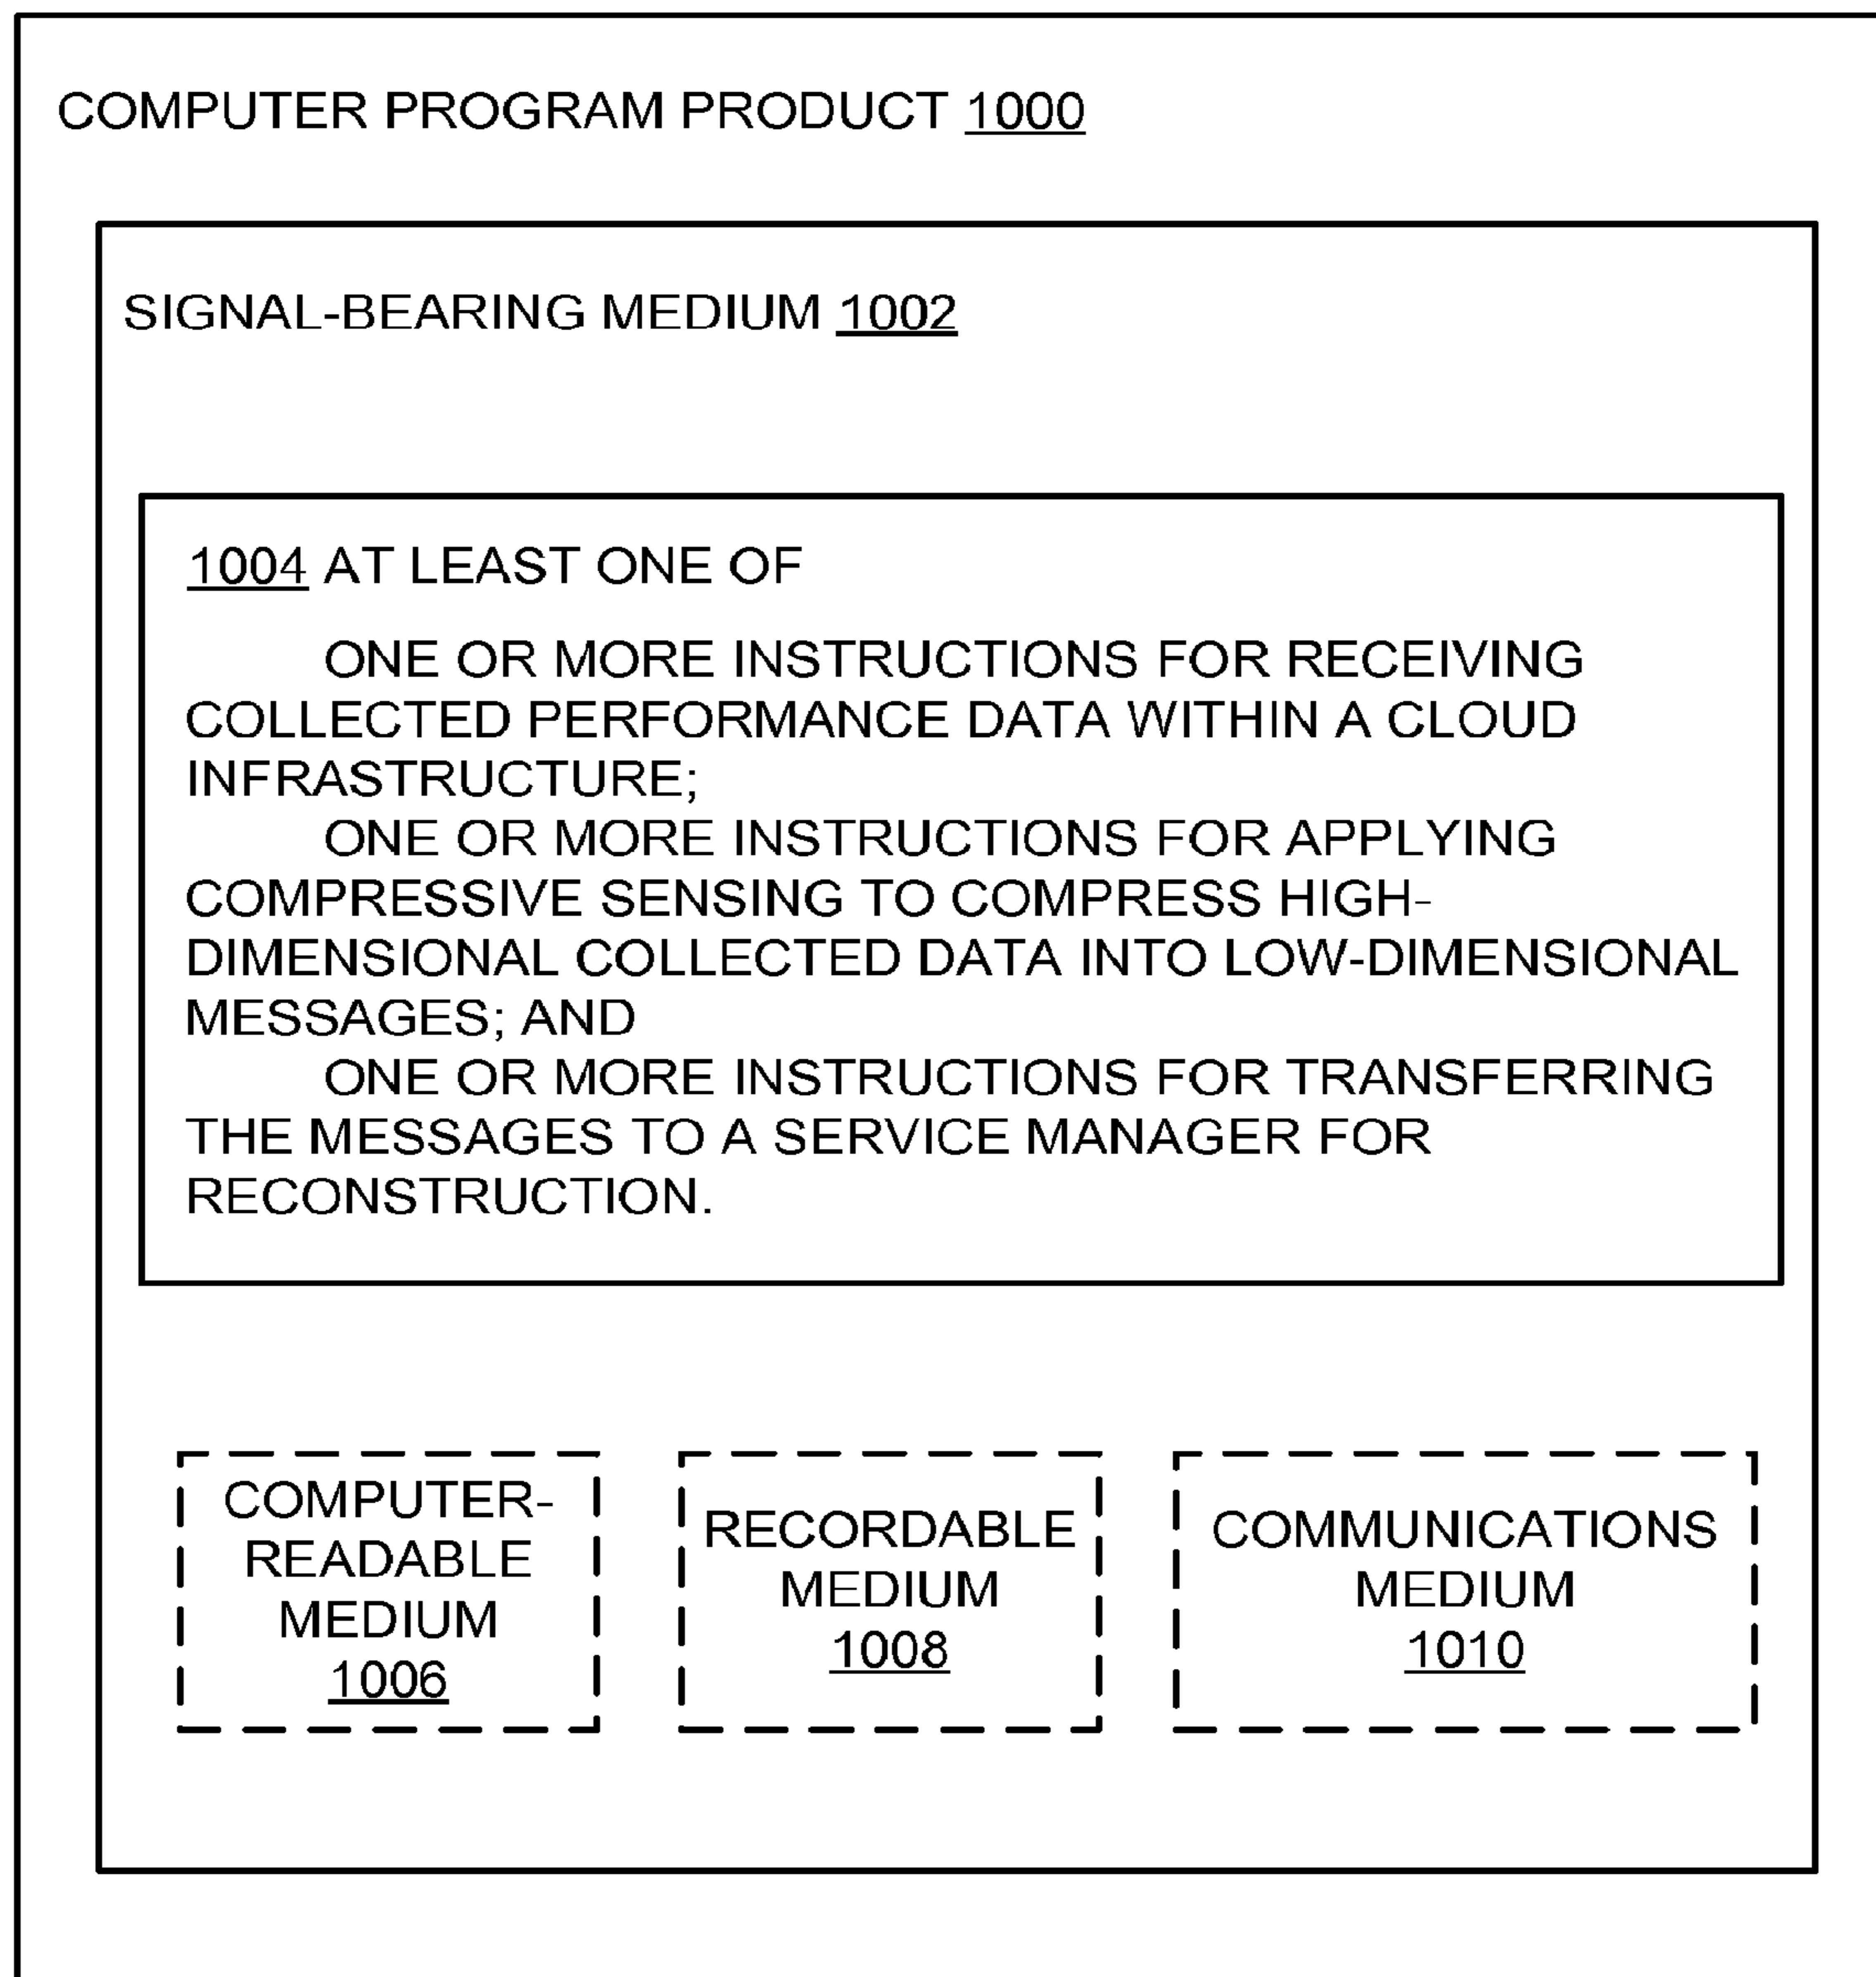 COMPUTER PROGRAM PRODUCT 1000
SIGNAL-BEARING MEDIUM 1002
1004 AT LEAST ONE OF
ONE OR MORE INSTRUCTIONS FOR RECEIVING
COLLECTED PERFORMANCE DATA WITHIN A CLOUD
INFRASTRUCTURE;
ONE OR MORE INSTRUCTIONS FOR APPLYING
COMPRESSIVE SENSING TO COMPRESS HIGH-
DIMENSIONAL COLLECTED DATA INTO LOW-DIMENSIONAL
MESSAGES; AND
ONE OR MORE INSTRUCTIONS FOR TRANSFERRING
THE MESSAGES TO A SERVICE MANAGER FOR
RECONSTRUCTION.
COMPUTER-
READABLE
MEDIUM
1006
RECORDABLE
MEDIUM
1008
COMMUNICATIONS
MEDIUM
1010